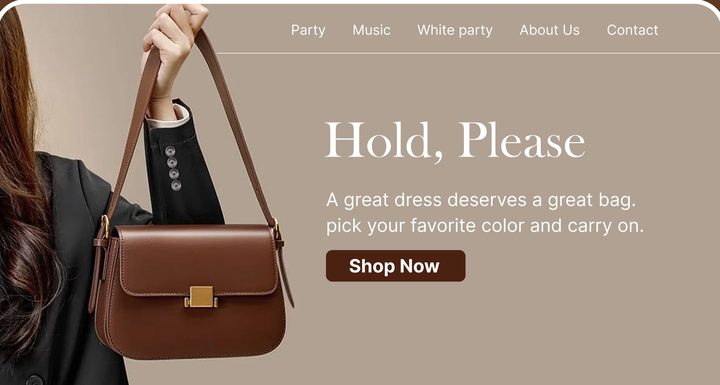 Party Music White party About Us Contact
Hold, Please
A great dress deserves a great bag.
pick your favorite color and carry on.
Shop Now